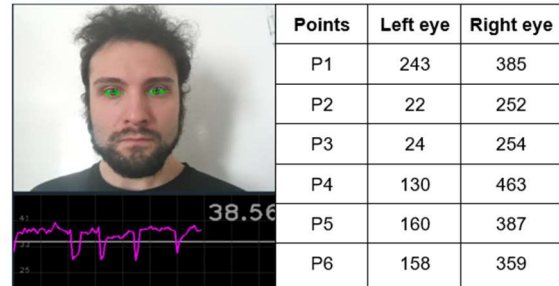 Points Left eye Right eye
P1 243 385
P2 22 252
P3 24 254
P4 130 463
P5 160 387
P6 158 359
38.56
41
33
25